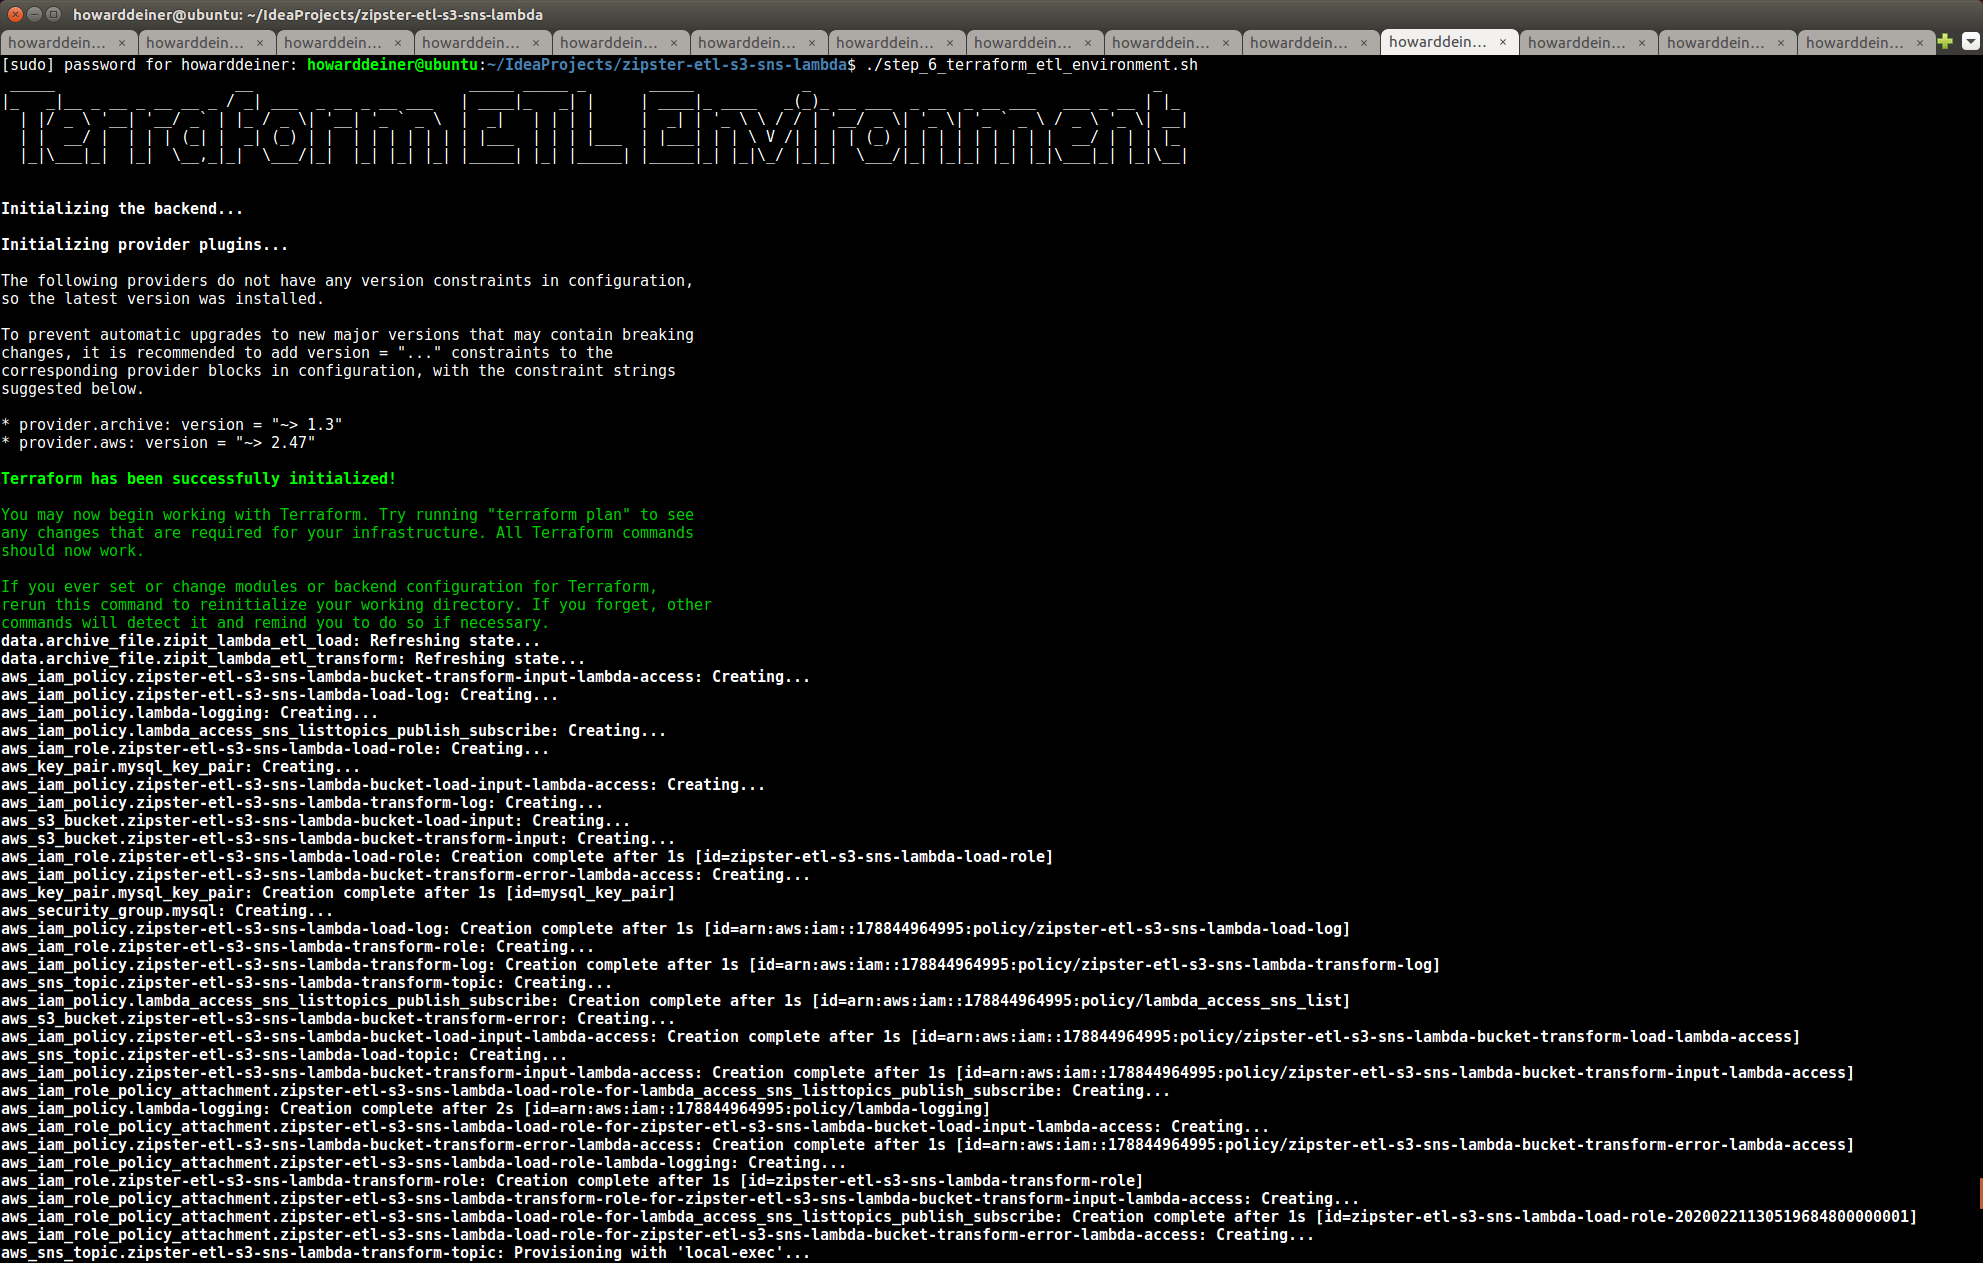 howarddeiner@ubuntu: ~/IdeaProjects/zipster-etl-s3-sns-lambda
howarddein... × howarddein... × howarddein... × howarddein... × howarddein... × howarddein... × howarddein... × howarddein... × howarddein... × howarddein... × howarddein... × howarddein... × howarddein... × howarddein... ×
[sudo] password for howarddeiner: howarddeiner@ubuntu:~/IdeaProjects/zipster-etl-s3-sns-lambda$ ./step_6_terraform_etl_environment.sh
Terraform ETL Environment
Initializing the backend...
Initializing provider plugins...
The following providers do not have any version constraints in configuration,
so the latest version was installed.
To prevent automatic upgrades to new major versions that may contain breaking
changes, it is recommended to add version = "..." constraints to the
corresponding provider blocks in configuration, with the constraint strings
suggested below.
* provider.archive: version = "~> 1.3"
* provider.aws: version = "~> 2.47"
Terraform has been successfully initialized!
You may now begin working with Terraform. Try running "terraform plan" to see
any changes that are required for your infrastructure. All Terraform commands
should now work.
If you ever set or change modules or backend configuration for Terraform,
rerun this command to reinitialize your working directory. If you forget, other
commands will detect it and remind you to do so if necessary.
data.archive_file.zipit_lambda_etl_load: Refreshing state...
data.archive_file.zipit_lambda_etl_transform: Refreshing state...
aws_iam_policy.zipster-etl-s3-sns-lambda-bucket-transform-input-lambda-access: Creating...
aws_iam_policy.zipster-etl-s3-sns-lambda-load-log: Creating...
aws_iam_policy.lambda-logging: Creating...
aws_iam_policy.lambda_access_sns_listtopics_publish_subscribe: Creating...
aws_iam_role.zipster-etl-s3-sns-lambda-load-role: Creating...
aws_key_pair.mysql_key_pair: Creating...
aws_iam_policy.zipster-etl-s3-sns-lambda-bucket-load-input-lambda-access: Creating...
aws_iam_policy.zipster-etl-s3-sns-lambda-transform-log: Creating...
aws_s3_bucket.zipster-etl-s3-sns-lambda-bucket-load-input: Creating...
aws_s3_bucket.zipster-etl-s3-sns-lambda-bucket-transform-input: Creating...
aws_iam_role.zipster-etl-s3-sns-lambda-load-role: Creation complete after 1s [id=zipster-etl-s3-sns-lambda-load-role]
aws_iam_policy.zipster-etl-s3-sns-lambda-bucket-transform-error-lambda-access: Creating...
aws_key_pair.mysql_key_pair: Creation complete after 1s [id=mysql_key_pair]
aws_security_group.mysql: Creating...
aws_iam_policy.zipster-etl-s3-sns-lambda-load-log: Creation complete after 1s [id=arn:aws:iam::178844964995:policy/zipster-etl-s3-sns-lambda-load-log]
aws_iam_role.zipster-etl-s3-sns-lambda-transform-role: Creating...
aws_iam_policy.zipster-etl-s3-sns-lambda-transform-log: Creation complete after 1s [id=arn:aws:iam::178844964995:policy/zipster-etl-s3-sns-lambda-transform-log]
aws_sns_topic.zipster-etl-s3-sns-lambda-transform-topic: Creating...
aws_iam_policy.lambda_access_sns_listtopics_publish_subscribe: Creation complete after 1s [id=arn:aws:iam::178844964995:policy/lambda_access_sns_list]
aws_s3_bucket.zipster-etl-s3-sns-lambda-bucket-transform-error: Creating...
aws_iam_policy.zipster-etl-s3-sns-lambda-bucket-load-input-lambda-access: Creation complete after 1s [id=arn:aws:iam::178844964995:policy/zipster-etl-s3-sns-lambda-bucket-transform-load-lambda-access]
aws_sns_topic.zipster-etl-s3-sns-lambda-load-topic: Creating...
aws_iam_policy.zipster-etl-s3-sns-lambda-bucket-transform-input-lambda-access: Creation complete after 1s [id=arn:aws:iam::178844964995:policy/zipster-etl-s3-sns-lambda-bucket-transform-input-lambda-access]
aws_iam_role_policy_attachment.zipster-etl-s3-sns-lambda-load-role-for-lambda_access_sns_listtopics_publish_subscribe: Creating...
aws_iam_policy.lambda-logging: Creation complete after 2s [id=arn:aws:iam::178844964995:policy/lambda-logging]
aws_iam_role_policy_attachment.zipster-etl-s3-sns-lambda-load-role-for-zipster-etl-s3-sns-lambda-bucket-load-input-lambda-access: Creating...
aws_iam_policy.zipster-etl-s3-sns-lambda-bucket-transform-error-lambda-access: Creation complete after 1s [id=arn:aws:iam::178844964995:policy/zipster-etl-s3-sns-lambda-bucket-transform-error-lambda-access]
aws_iam_role_policy_attachment.zipster-etl-s3-sns-lambda-load-role-lambda-logging: Creating...
aws_iam_role.zipster-etl-s3-sns-lambda-transform-role: Creation complete after 1s [id=zipster-etl-s3-sns-lambda-transform-role]
aws_iam_role_policy_attachment.zipster-etl-s3-sns-lambda-transform-role-for-zipster-etl-s3-sns-lambda-bucket-transform-input-lambda-access: Creating...
aws_iam_role_policy_attachment.zipster-etl-s3-sns-lambda-load-role-for-lambda_access_sns_listtopics_publish_subscribe: Creation complete after 1s [id=zipster-etl-s3-sns-lambda-load-role-20200221130519684800000001]
aws_iam_role_policy_attachment.zipster-etl-s3-sns-lambda-load-role-for-zipster-etl-s3-sns-lambda-bucket-transform-error-lambda-access: Creating...
aws_sns_topic.zipster-etl-s3-sns-lambda-transform-topic: Provisioning with 'local-exec'...